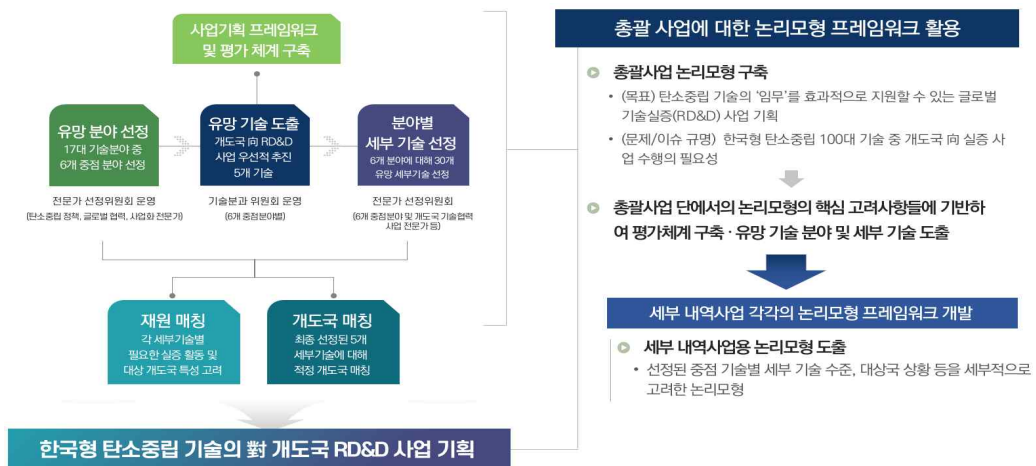 사업기획 프레임워크
및 평가 체계 구축
유망 분야 선정
17대 기술분야 중
6개 중점 분야 선정
유망 기술 도출
개도국 向 RD&D
사업 우선적 추진
5개 기술
분야별
세부 기술 선정
6개 분야에 대해 30개
유망 세부기술 선정
전문가 선정위원회 운영
(탄소중립 정책, 글로벌 협력, 사업화 전문가)
기술분과 위원회 운영
(6개 중점분야별)
전문가 선정위원회
(6개 중점분야 및 개도국 기술협력
사업 전문가 등)
재원 매칭
각 세부기술별
필요한 실증 활동 및
대상 개도국 특성 고려
개도국 매칭
최종 선정된 5개
세부기술에 대해
적정 개도국 매칭
한국형 탄소중립 기술의 對 개도국 RD&D 사업 기획
총괄 사업에 대한 논리모형 프레임워크 활용
총괄사업 논리모형 구축
• (목표) 탄소중립 기술의 '임무'를 효과적으로 지원할 수 있는 글로벌
기술실증(RD&D) 사업 기획
• (문제/이슈 규명) 한국형 탄소중립 100대 기술 중 개도국 向 실증 사
업 수행의 필요성
총괄사업 단에서의 논리모형의 핵심 고려사항들에 기반하
여 평가체계 구축 · 유망 기술 분야 및 세부 기술 도출
세부 내역사업 각각의 논리모형 프레임워크 개발
세부 내역사업용 논리모형 도출
• 선정된 중점 기술별 세부 기술 수준, 대상국 상황 등을 세부적으로
고려한 논리모형